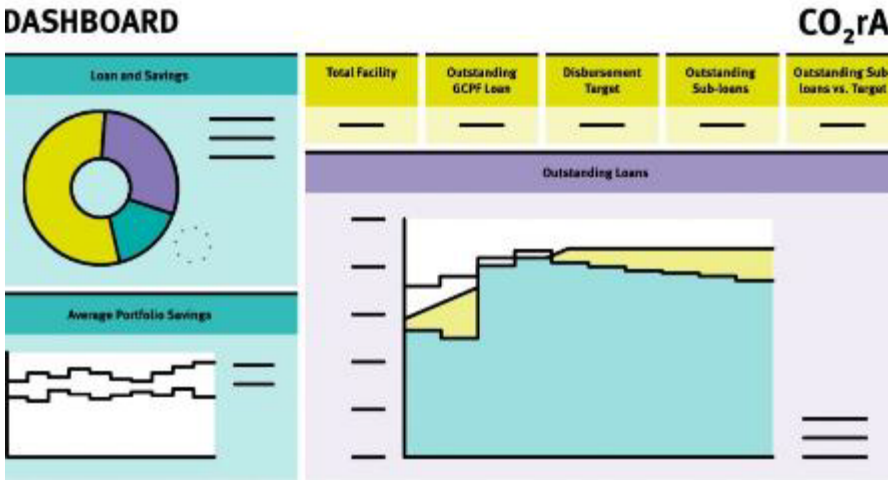 DASHBOARD
CO₂rA
Loan and Savings
Total Facility
Outstanding
GCPF Loan
Disbursement
Target
Outstanding
Sub-loans
Outstanding Sub-
loans vs. Target
Outstanding Loans
Average Portfolio Savings